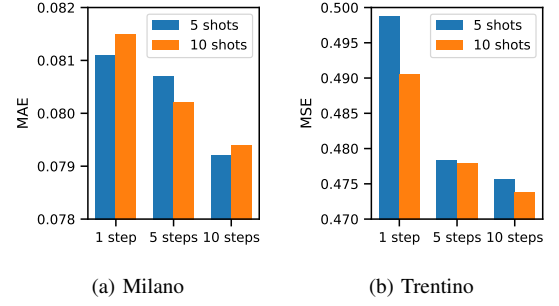 0.082
0.081
0.080
0.079
0.078
MAE
5 shots
10 shots
1 step 5 steps 10 steps
(a) Milano
0.500
0.495
0.490
0.485
0.480
0.475
0.470
MSE
5 shots
10 shots
1 step 5 steps 10 steps
(b) Trentino